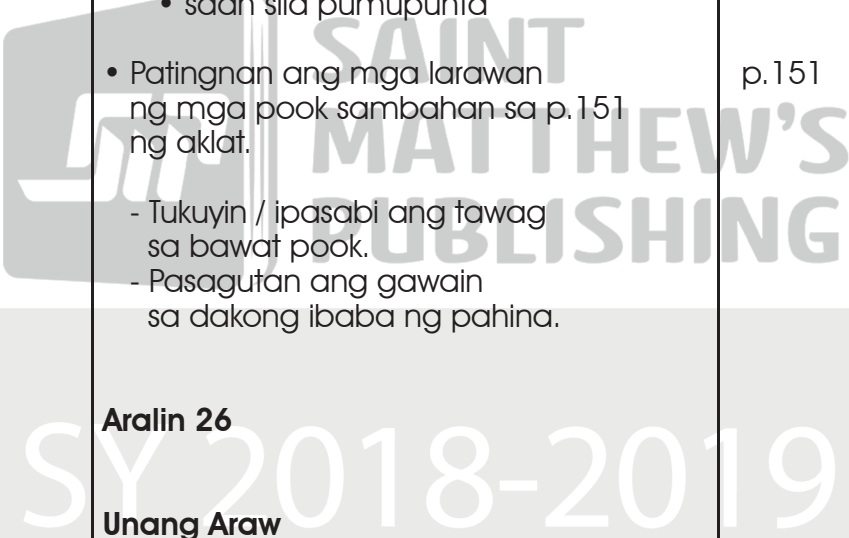 • saan sila pumupunta
• Patingnan ang mga larawan
ng mga pook sambahan sa p.151
ng aklat.
p.151
- Tukuyin / ipasabi ang tawag
sa bawat pook.
- Pasagutan ang gawain
sa dakong ibaba ng pahina.
Aralin 26
Unang Araw
SAINT
MATTHEW'S
PUBLISHING
SY 2018-2019